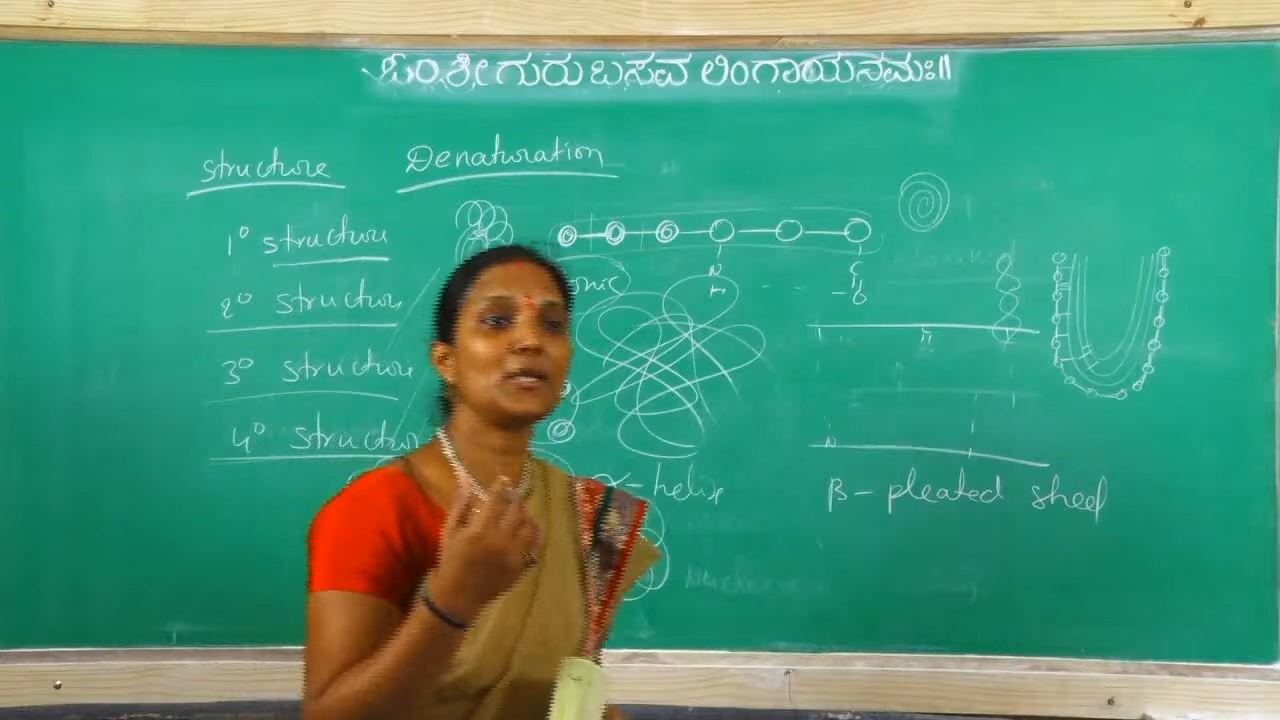 ಓಂ ಶ್ರೀ ಗುರು ಬಸವ ಲಿಂಗಾಯನಮಃ॥
structure Denaturation
1° structure
2° structure
3° structure
4° structure
α-helix
β-pleated sheet